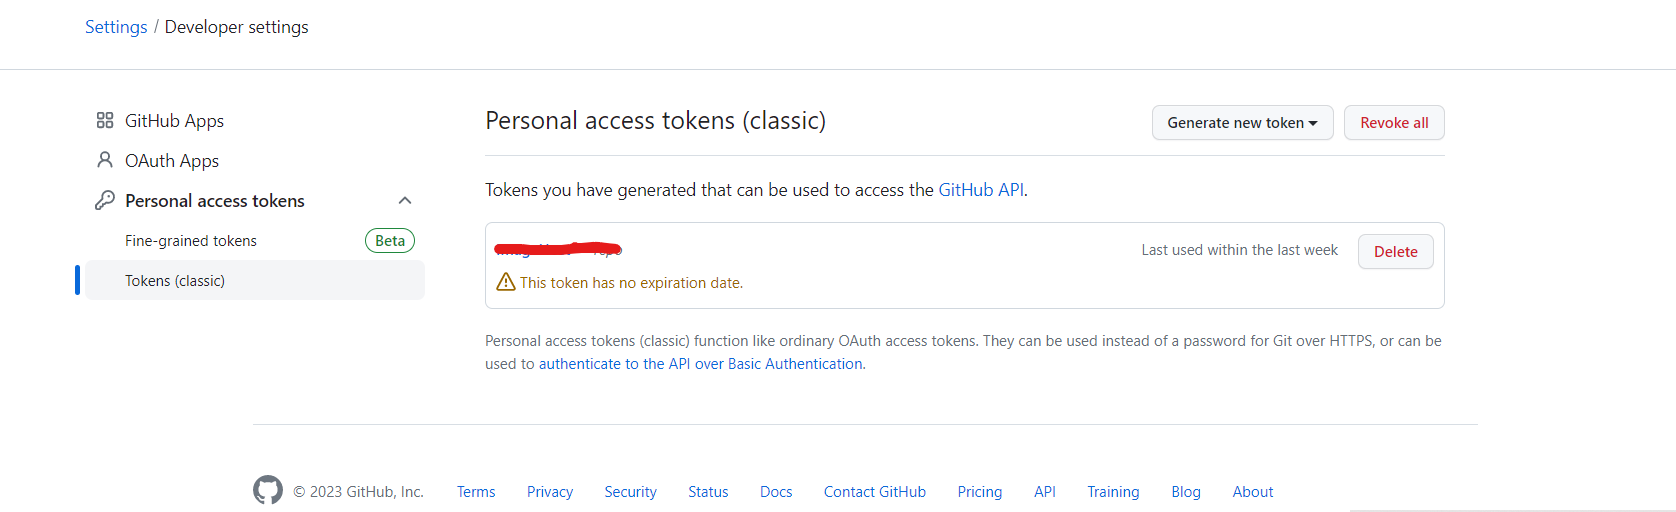 Settings / Developer settings
GitHub Apps
OAuth Apps
Personal access tokens
Fine-grained tokens Beta
Tokens (classic)
Personal access tokens (classic)
Generate new token Revoke all
Tokens you have generated that can be used to access the GitHub API.
Last used within the last week Delete
This token has no expiration date.
Personal access tokens (classic) function like ordinary OAuth access tokens. They can be used instead of a password for Git over HTTPS, or can be
used to authenticate to the API over Basic Authentication.
© 2023 GitHub, Inc. Terms Privacy Security Status Docs Contact GitHub Pricing API Training Blog About